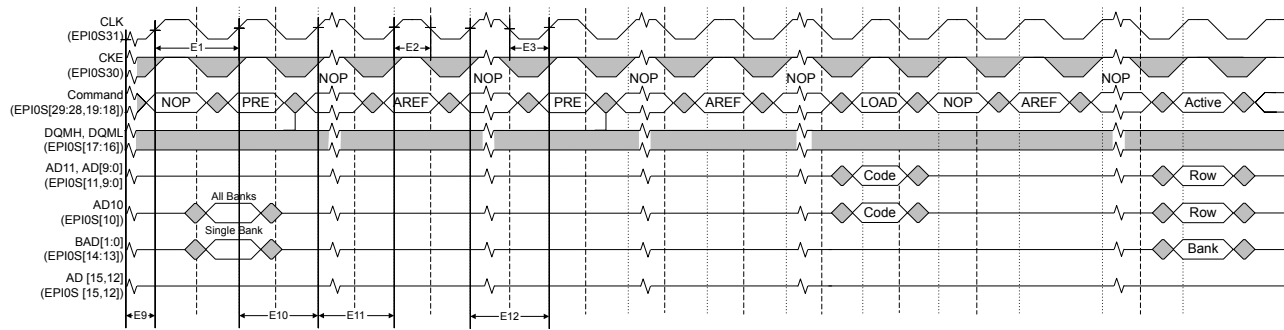 CLK
(EPI0S31)
E1
E2
E3
CKE
(EPI0S30)
NOP NOP NOP NOP NOP
Command
(EPI0S[29:28,19:18])
NOP PRE AREF PRE AREF LOAD NOP AREF Active
DQMH, DQML
(EPI0S[17:16])
AD11, AD[9:0]
(EPI0S[11,9:0])
Code Row
All Banks
AD10
(EPI0S[10])
Code Row
Single Bank
BAD[1:0]
(EPI0S[14:13])
Bank
AD [15,12]
(EPI0S [15,12])
E9 E10 E11 E12